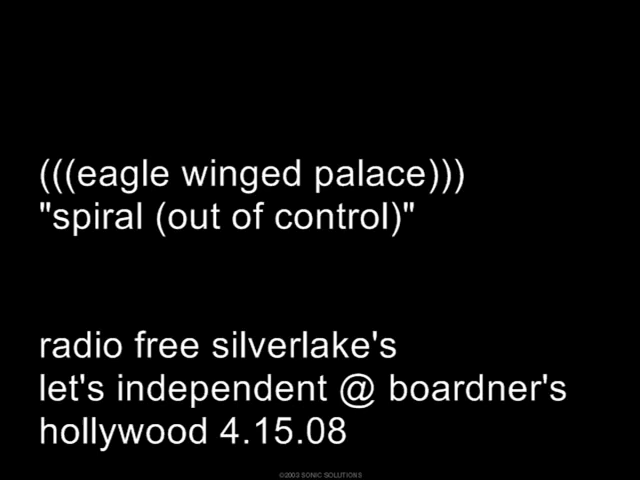 (((eagle winged palace)))
"spiral (out of control)"
radio free silverlake's
let's independent @ boardner's
hollywood 4.15.08
©2003 SONIC SOLUTIONS